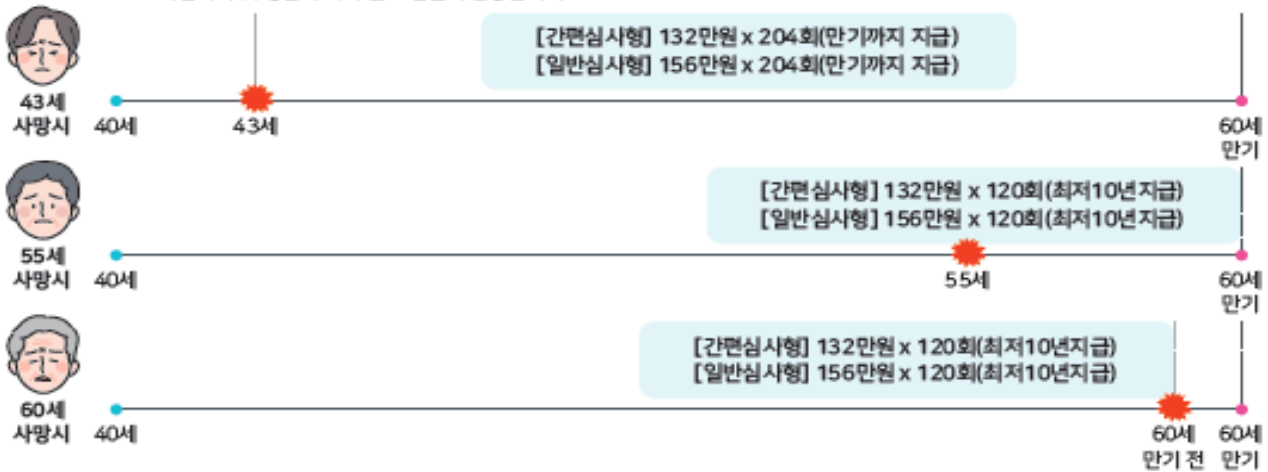 [간편심사형] 132만원 x 204회(만기까지 지급)
[일반심사형] 156만원 x 204회(만기까지 지급)
43세
사망시
40세
43세
60세
만기
[간편심사형] 132만원 x 120회(최저10년지급)
[일반심사형] 156만원 x 120회(최저10년지급)
55세
사망시
40세
55세
60세
만기
[간편심사형] 132만원 x 120회(최저10년지급)
[일반심사형] 156만원 x 120회(최저10년지급)
60세
사망시
40세
60세
만기 전
60세
만기